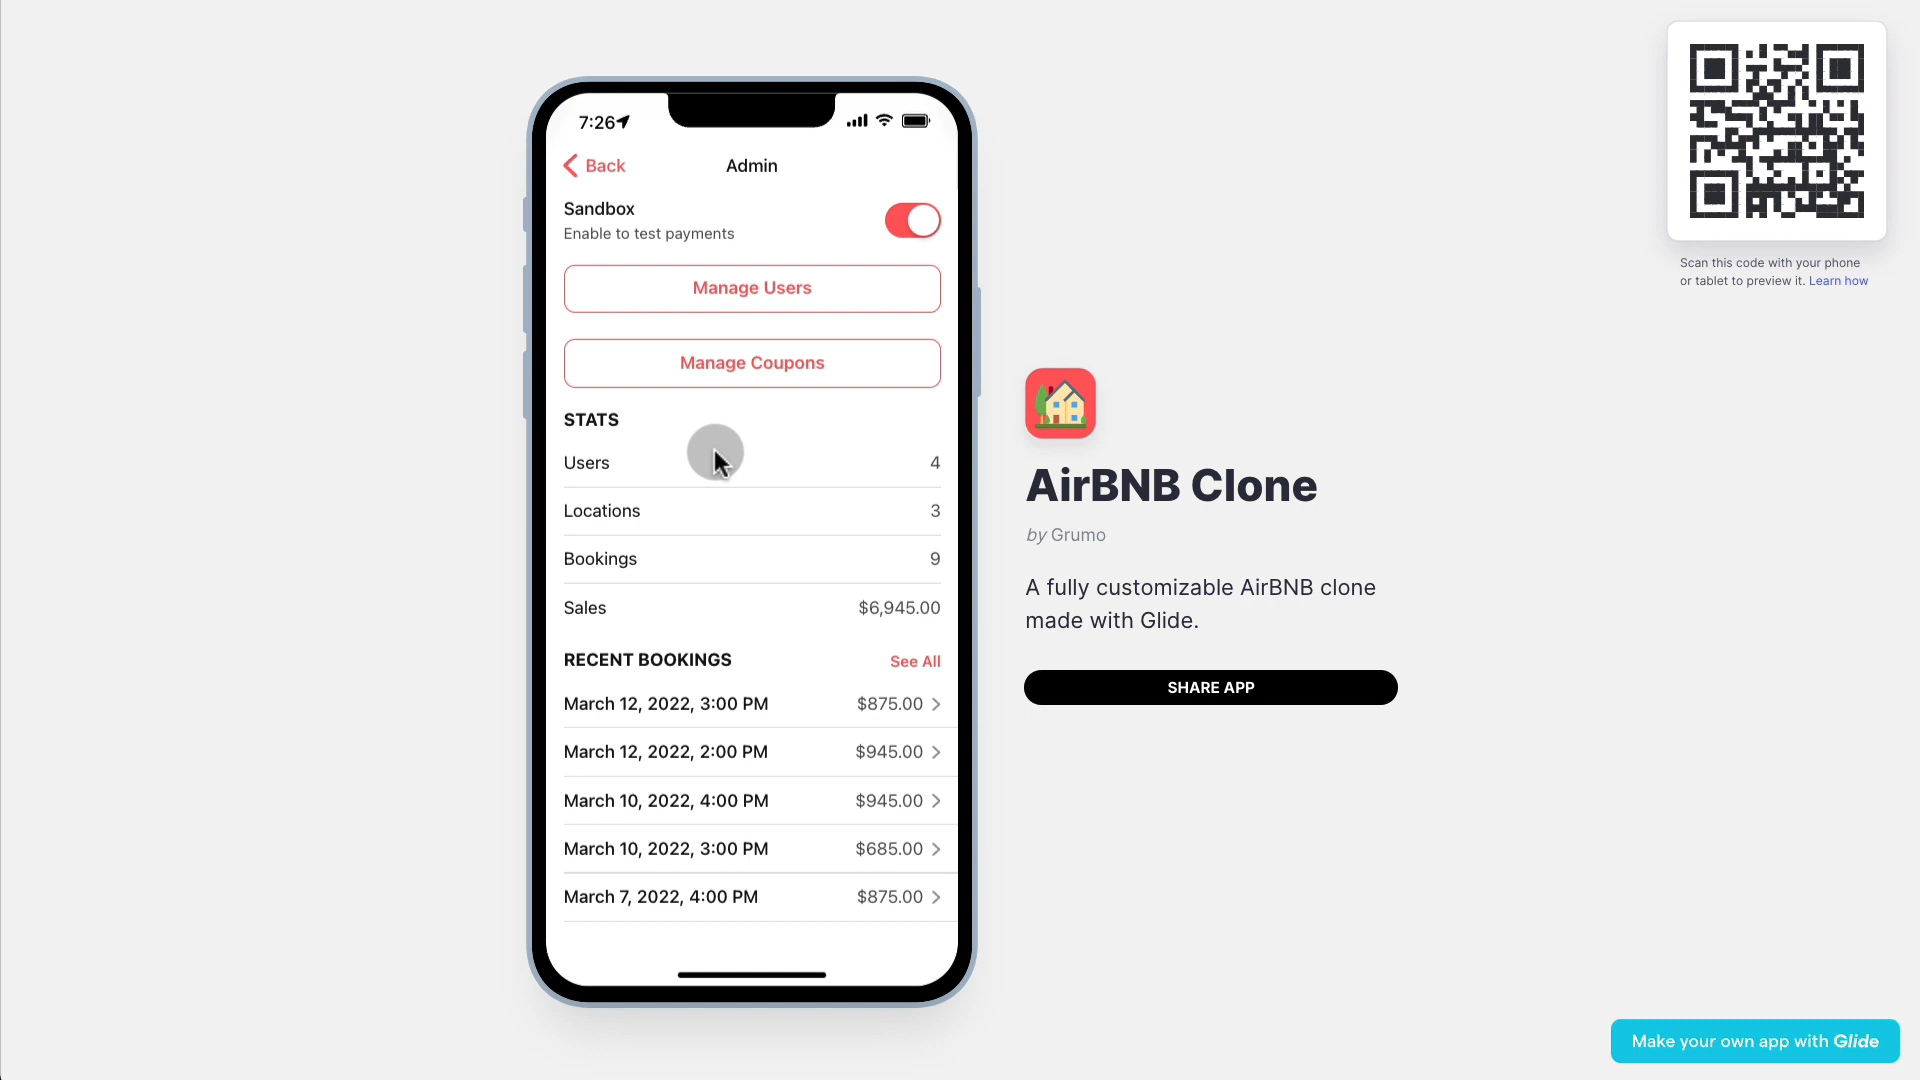 7:26
Back
Admin
Sandbox
Enable to test payments
Manage Users
Manage Coupons
STATS
Users 4
Locations 3
Bookings 9
Sales $6,945.00
RECENT BOOKINGS See All
March 12, 2022, 3:00 PM $875.00
March 12, 2022, 2:00 PM $945.00
March 10, 2022, 4:00 PM $945.00
March 10, 2022, 3:00 PM $685.00
March 7, 2022, 4:00 PM $875.00
Scan this code with your phone
or tablet to preview it. Learn how
AirBNB Clone
by Grumo
A fully customizable AirBNB clone
made with Glide.
SHARE APP
Make your own app with Glide